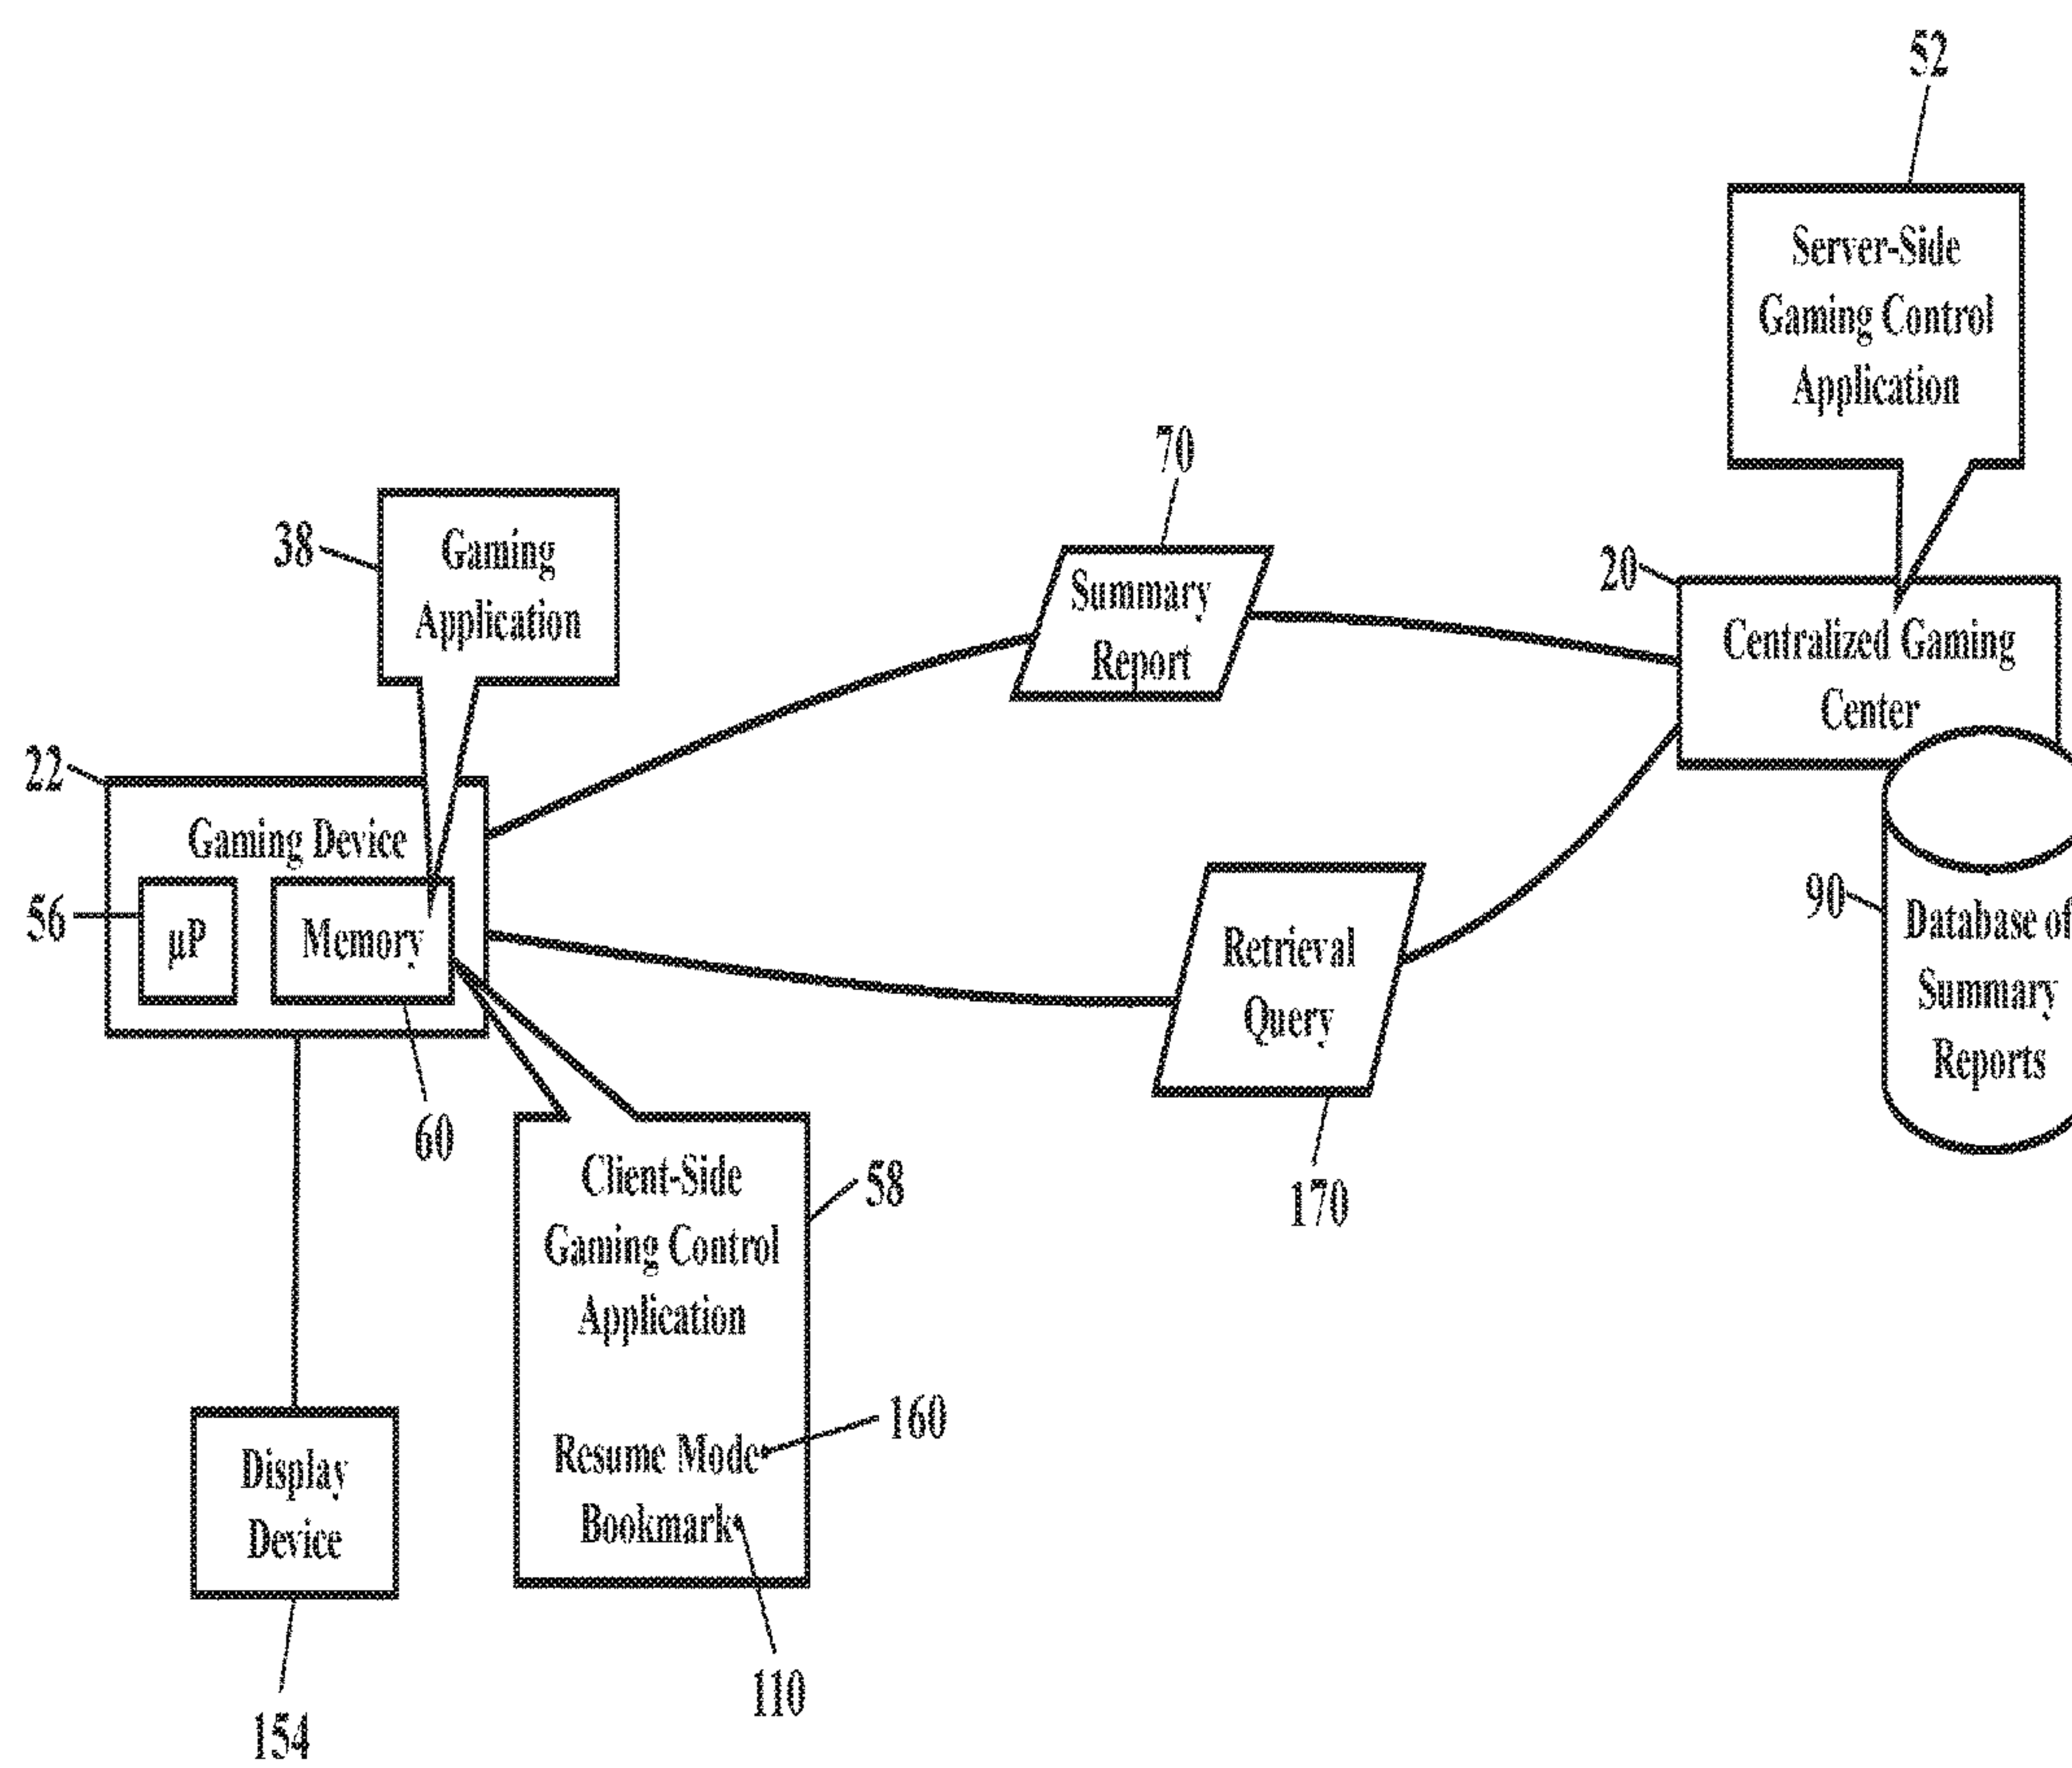 52
Server-Side
Gaming Control
Application
70
38
Gaming
Application
Summary
Report
20
Centralized Gaming
Center
22
Gaming Device
56
µP
Memory
90
Database of
Summary
Reports
Retrieval
Query
60
170
Client-Side
Gaming Control
Application
58
Resume Mode
160
Bookmark
110
Display
Device
154